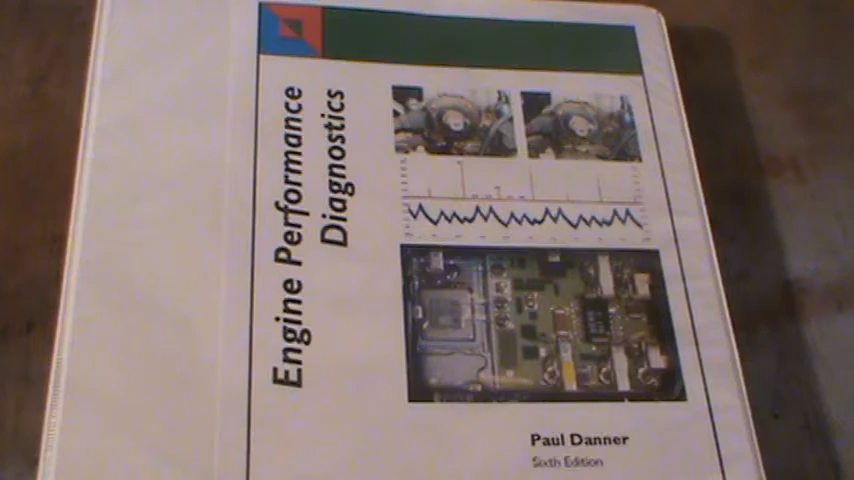 Engine Performance
Diagnostics
Paul Danner
Sixth Edition